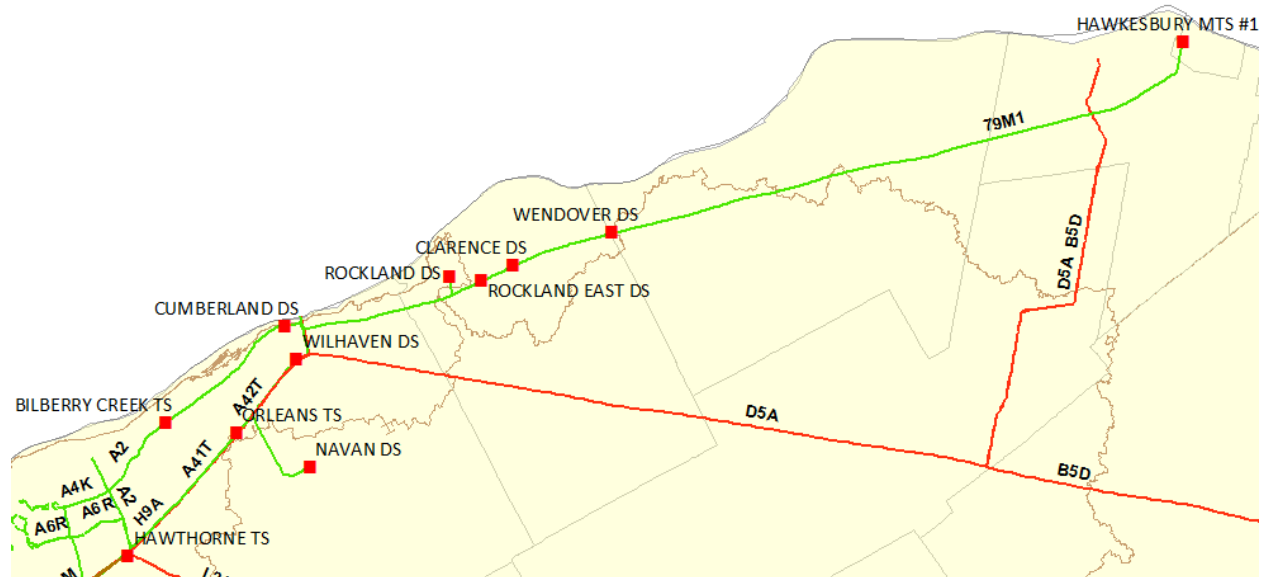 HAWKESBURY MTS #1
79M1
WENDOVER DS
D5A B5D
CLARENCE DS
ROCKLAND DS
ROCKLAND EAST DS
CUMBERLAND DS
WILHAVEN DS
A42T
BILBERRY CREEK TS
ORLEANS TS
D5A
A2
A41T
NAVAN DS
B5D
A4K
A2
A6R
H9A
A6R
HAWTHORNE TS